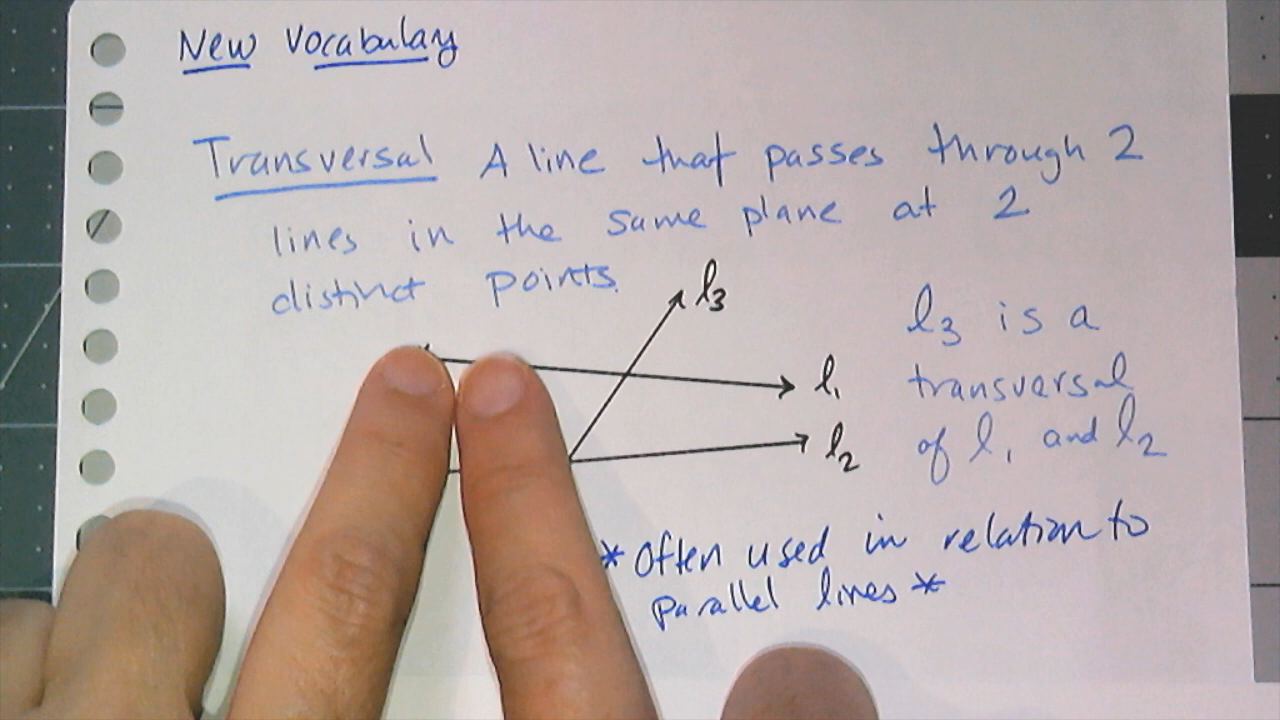 New Vocabulary
Transversal A line that passes through 2
lines in the same plane at 2
distinct points.
l3
l3 is a
l1
transversal
l2
of l1 and l2
*Often used in relation to
parallel lines*